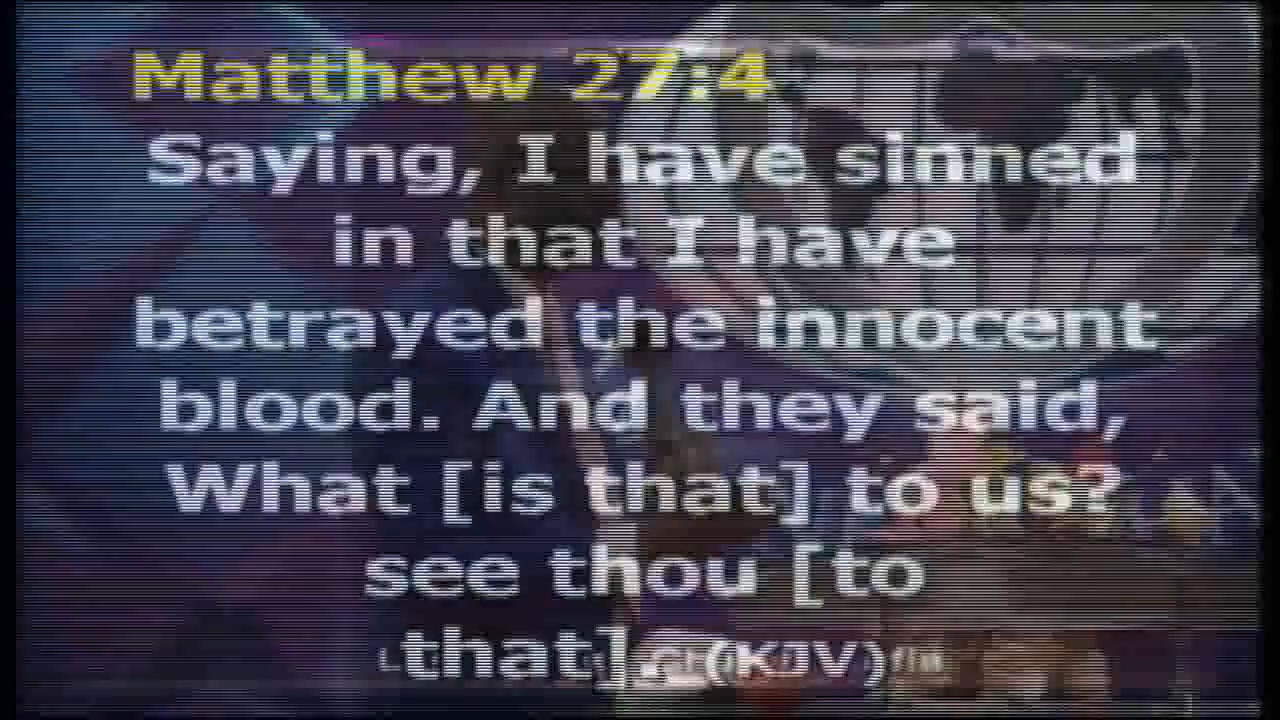 Matthew 27:4
Saying, I have sinned
in that I have
betrayed the innocent
blood. And they said,
What [is that] to us?
see thou [to
that]. (KJV)